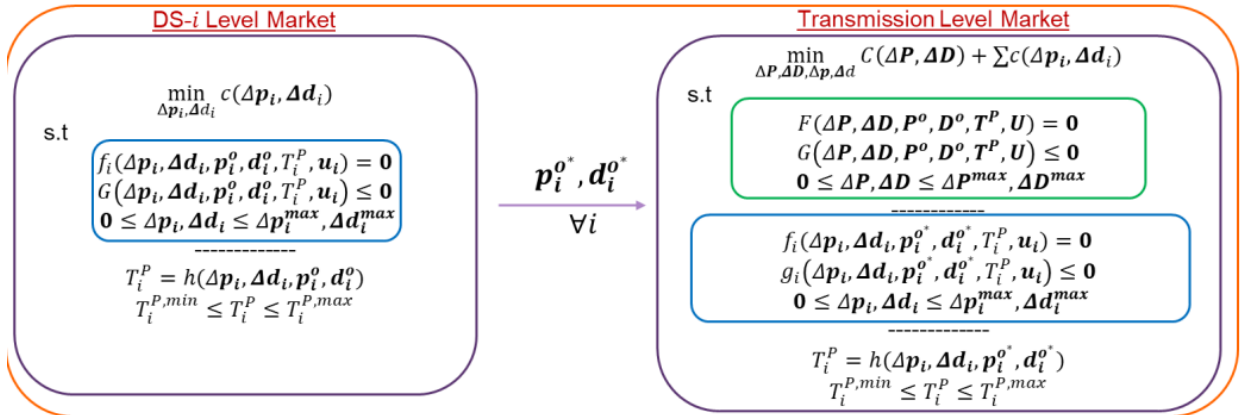 DS-i Level Market
min c(Δp_i, Δd_i)
Δp_i,Δd_i
s.t
f_i(Δp_i, Δd_i, p_i^o, d_i^o, T_i^P, u_i) = 0
G(Δp_i, Δd_i, p_i^o, d_i^o, T_i^P, u_i) ≤ 0
0 ≤ Δp_i, Δd_i ≤ Δp_i^max, Δd_i^max
-------------
T_i^P = h(Δp_i, Δd_i, p_i^o, d_i^o)
T_i^{P,min} ≤ T_i^P ≤ T_i^{P,max}
p_i^{o*}, d_i^{o*}
∀i
Transmission Level Market
min C(ΔP, ΔD) + ∑c(Δp_i, Δd_i)
ΔP,ΔD,Δp,Δd
s.t
F(ΔP, ΔD, P^o, D^o, T^P, U) = 0
G(ΔP, ΔD, P^o, D^o, T^P, U) ≤ 0
0 ≤ ΔP, ΔD ≤ ΔP^max, ΔD^max
------------
f_i(Δp_i, Δd_i, p_i^{o*}, d_i^{o*}, T_i^P, u_i) = 0
g_i(Δp_i, Δd_i, p_i^{o*}, d_i^{o*}, T_i^P, u_i) ≤ 0
0 ≤ Δp_i, Δd_i ≤ Δp_i^max, Δd_i^max
-------------
T_i^P = h(Δp_i, Δd_i, p_i^{o*}, d_i^{o*})
T_i^{P,min} ≤ T_i^P ≤ T_i^{P,max}